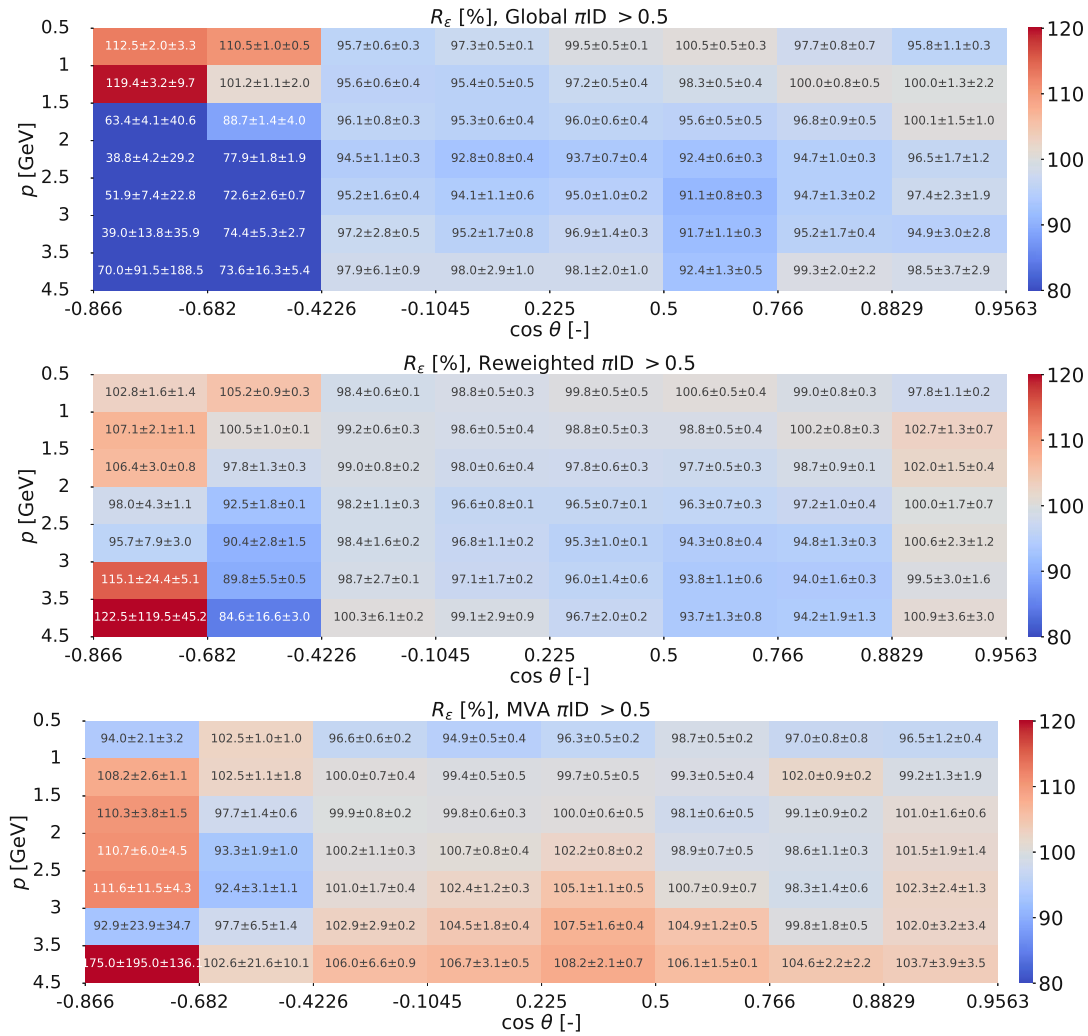 R_ε [%], Global πID > 0.5
0.5 112.5±2.0±3.3 110.5±1.0±0.5 95.7±0.6±0.3 97.3±0.5±0.1 99.5±0.5±0.1 100.5±0.5±0.3 97.7±0.8±0.7 95.8±1.1±0.3 120
1 119.4±3.2±9.7 101.2±1.1±2.0 95.6±0.6±0.4 95.4±0.5±0.5 97.2±0.5±0.4 98.3±0.4±0.5 100.0±0.8±0.5 100.0±1.3±2.2 110
1.5 63.4±4.1±40.6 88.7±1.4±4.0 96.1±0.8±0.3 95.3±0.6±0.4 96.0±0.6±0.4 95.6±0.5±0.5 96.8±0.9±0.5 100.1±1.5±1.0
2 38.8±4.2±29.2 77.9±1.8±1.9 94.5±1.1±0.3 92.8±0.8±0.4 93.7±0.7±0.4 92.4±0.6±0.3 94.7±1.0±0.3 96.5±1.7±1.2 100
2.5 51.9±7.4±22.8 72.6±2.6±0.7 95.2±1.6±0.4 94.1±1.1±0.6 95.0±1.0±0.2 91.1±0.8±0.3 94.7±1.3±0.2 97.4±2.3±1.9
3 39.0±13.8±35.9 74.4±5.3±2.7 97.2±2.8±0.5 95.2±1.7±0.8 96.9±1.4±0.3 91.7±1.1±0.3 95.2±1.7±0.4 94.9±3.0±2.8 90
3.5 70.0±91.5±188.5 73.6±16.3±5.4 97.9±6.1±0.9 98.0±2.9±1.0 98.1±2.0±1.0 92.4±1.3±0.5 99.3±2.0±2.2 98.5±3.7±2.9
4.5 80
p [GeV]
-0.866 -0.682 -0.4226 -0.1045 0.225 0.5 0.766 0.8829 0.9563
cos θ [-]
R_ε [%], Reweighted πID > 0.5
0.5 102.8±1.6±1.4 105.2±0.9±0.3 98.4±0.6±0.1 98.8±0.5±0.3 99.8±0.5±0.5 100.6±0.5±0.4 99.0±0.8±0.3 97.8±1.1±0.2 120
1 107.1±2.1±1.1 100.5±1.0±0.1 99.2±0.6±0.3 98.6±0.5±0.4 98.8±0.5±0.3 98.8±0.5±0.4 100.2±0.8±0.3 102.7±1.3±0.7 110
1.5 106.4±3.0±0.8 97.8±1.3±0.3 99.0±0.8±0.2 98.0±0.6±0.4 97.8±0.6±0.3 97.7±0.5±0.3 98.7±0.9±0.1 102.0±1.5±0.4
2 98.0±4.3±1.1 92.5±1.8±0.1 98.2±1.1±0.3 96.6±0.8±0.1 96.5±0.7±0.1 96.3±0.7±0.3 97.2±1.0±0.4 100.0±1.7±0.7 100
2.5 95.7±7.9±3.0 90.4±2.8±1.5 98.4±1.6±0.2 96.8±1.1±0.2 95.3±1.0±0.1 94.3±0.8±0.4 94.8±1.3±0.3 100.6±2.3±1.2
3 115.1±24.4±5.1 89.8±5.5±0.5 98.7±2.7±0.1 97.1±1.7±0.2 96.0±1.4±0.6 93.8±1.1±0.6 94.0±1.6±0.3 99.5±3.0±1.6 90
3.5 122.5±119.5±45.2 84.6±16.6±3.0 100.3±6.1±0.2 99.1±2.9±0.9 96.7±2.0±0.2 93.7±1.3±0.8 94.2±1.9±1.3 100.9±3.6±3.0
4.5 80
p [GeV]
-0.866 -0.682 -0.4226 -0.1045 0.225 0.5 0.766 0.8829 0.9563
cos θ [-]
R_ε [%], MVA πID > 0.5
0.5 94.0±2.1±3.2 102.5±1.0±1.0 96.6±0.6±0.2 94.9±0.5±0.4 96.3±0.5±0.2 98.7±0.5±0.2 97.0±0.8±0.8 96.5±1.2±0.4 120
1 108.2±2.6±1.1 102.5±1.1±1.8 100.0±0.7±0.4 99.4±0.5±0.5 99.7±0.5±0.5 99.3±0.5±0.4 102.0±0.9±0.2 99.2±1.3±1.9 110
1.5 110.3±3.8±1.5 97.7±1.4±0.6 99.9±0.8±0.2 99.8±0.6±0.3 100.0±0.6±0.5 98.1±0.6±0.5 99.1±0.9±0.2 101.0±1.6±0.6
2 110.7±6.0±4.5 93.3±1.9±1.0 100.2±1.1±0.3 100.7±0.8±0.4 102.2±0.8±0.2 98.9±0.7±0.5 98.6±1.1±0.3 101.5±1.9±1.4 100
2.5 111.6±11.5±4.3 92.4±3.1±1.1 101.0±1.7±0.4 102.4±1.2±0.3 105.1±1.1±0.5 100.7±0.9±0.7 98.3±1.4±0.6 102.3±2.4±1.3
3 92.9±23.9±34.7 97.7±6.5±1.4 102.9±2.9±0.2 104.5±1.8±0.4 107.5±1.6±0.4 104.9±1.2±0.5 99.8±1.8±0.5 102.0±3.2±3.4 90
3.5 175.0±195.0±136.1 102.6±21.6±10.1 106.0±6.6±0.9 106.7±3.1±0.5 108.2±2.1±0.7 106.1±1.5±0.1 104.6±2.2±2.2 103.7±3.9±3.5
4.5 80
p [GeV]
-0.866 -0.682 -0.4226 -0.1045 0.225 0.5 0.766 0.8829 0.9563
cos θ [-]